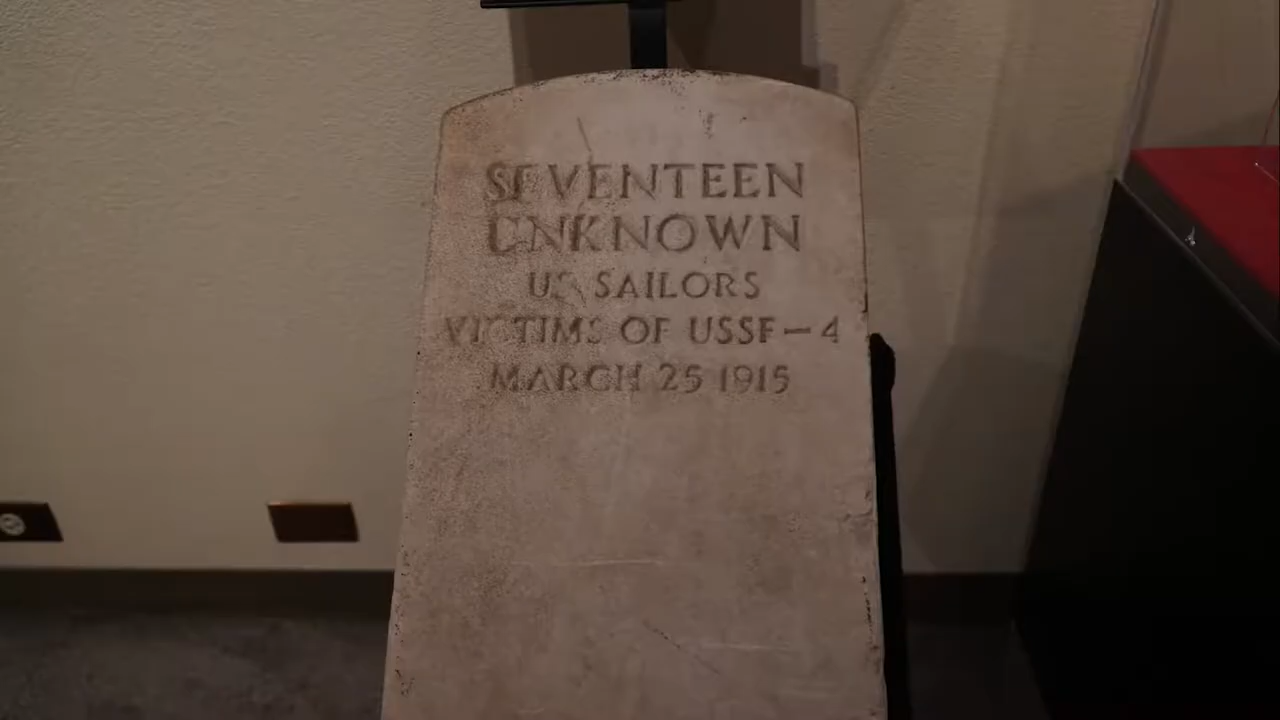 SEVENTEEN
UNKNOWN
US SAILORS
VICTIMS OF USSF-4
MARCH 25 1915